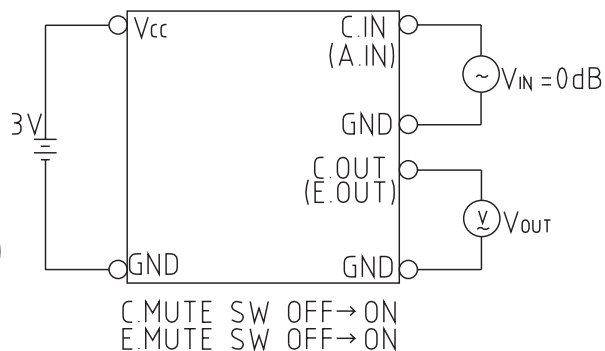 Vcc
C.IN
(A.IN)
3V
VIN = 0dB
GND
C.OUT
(E.OUT)
V
VOUT
GND
GND
C.MUTE SW OFF→ON
E.MUTE SW OFF→ON